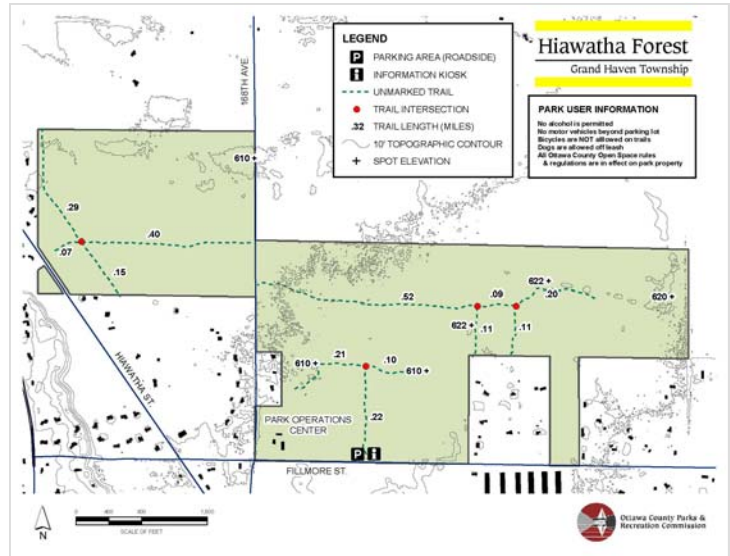 LEGEND
P PARKING AREA (ROADSIDE)
i INFORMATION KIOSK
UNMARKED TRAIL
TRAIL INTERSECTION
.32 TRAIL LENGTH (MILES)
10' TOPOGRAPHIC CONTOUR
+ SPOT ELEVATION
Hiawatha Forest
Grand Haven Township
PARK USER INFORMATION
No alcohol is permitted
No motor vehicles beyond parking lot
Bicycles are NOT alllowed on trails
Dogs are allowed off leash
All Ottawa County Open Space rules
& regulations are in effect on park property
168TH AVE.
610 +
.29
.40
.07
.15
HIAWATHA ST.
.52
.09
622 +
.20
620 +
622 +
.11
.11
610 +
.21
.10
610 +
.22
PARK OPERATIONS
CENTER
P i
FILLMORE ST.
N
SCALE OF FEET
Ottawa County Parks &
Recreation Commission